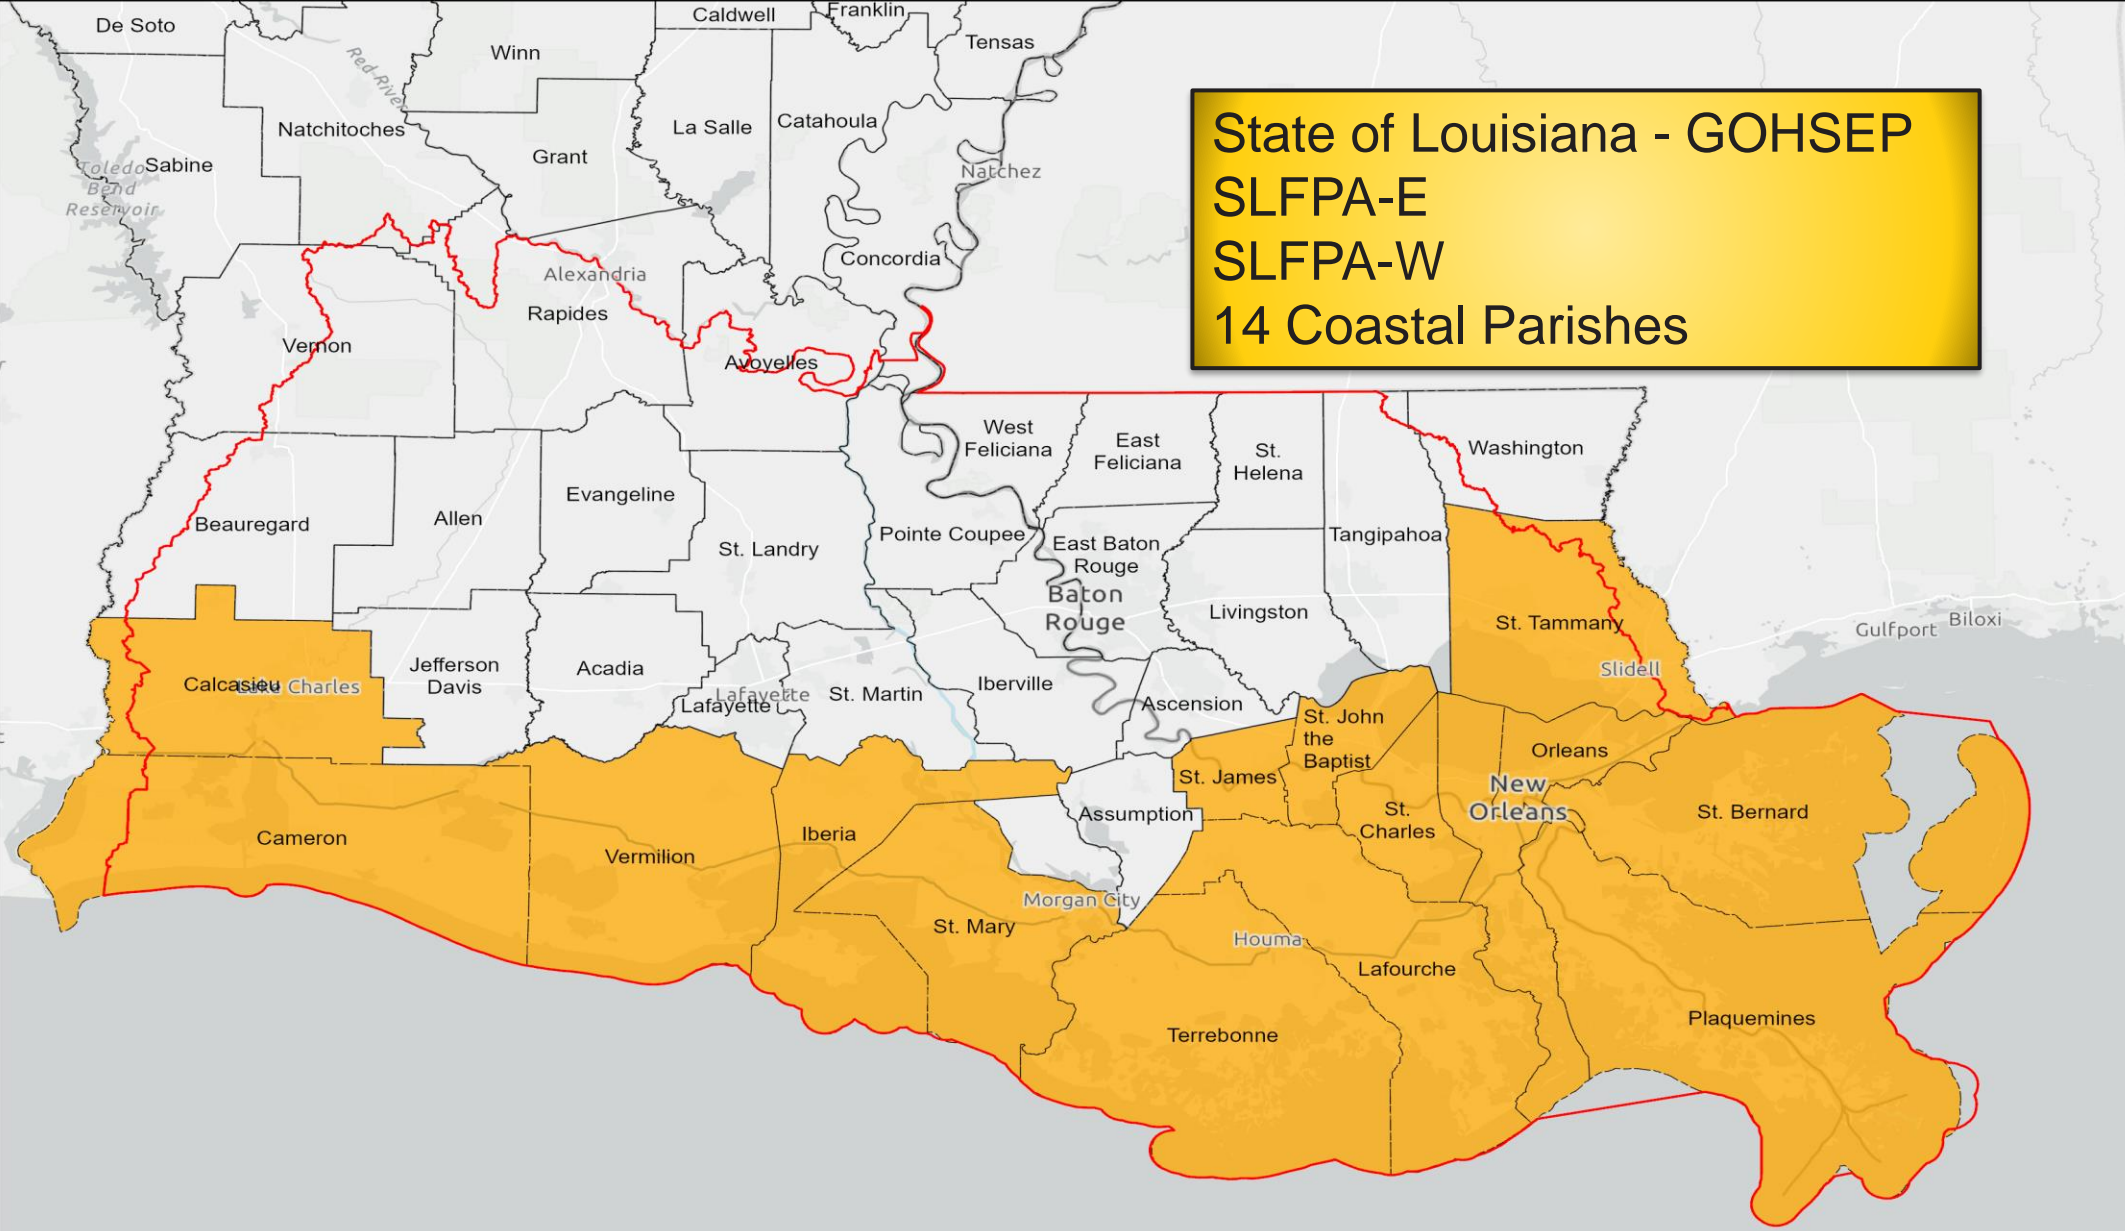 De Soto
Caldwell
Franklin
Winn
Tensas
Red River
Natchitoches
La Salle
Catahoula
Sabine
Grant
Toledo
Bend
Reservoir
Natchez
State of Louisiana - GOHSEP
SLFPA-E
SLFPA-W
14 Coastal Parishes
Concordia
Alexandria
Rapides
Vernon
Avoyelles
West
Feliciana
East
Feliciana
St.
Helena
Washington
Evangeline
Beauregard
Allen
St. Landry
Pointe Coupee
East Baton
Rouge
Tangipahoa
Baton
Rouge
Livingston
St. Tammany
Gulfport
Biloxi
Jefferson
Davis
Acadia
Calcasieu
Lake Charles
Lafayette
Lafayette
St. Martin
Iberville
Ascension
Slidell
St. John
the
Baptist
Orleans
St. James
New
Orleans
St. Bernard
Assumption
St.
Charles
Cameron
Vermilion
Iberia
Morgan City
St. Mary
Houma
Lafourche
Terrebonne
Plaquemines